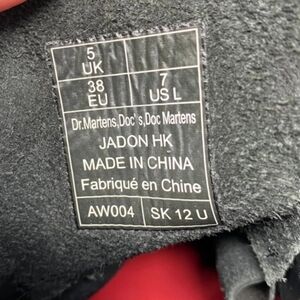 5
UK
38 7
EU US L
Dr.Martens.Doc's.Doc Martens
JADON HK
MADE IN CHINA
Fabriqué en Chine
AW004 SK 12 U